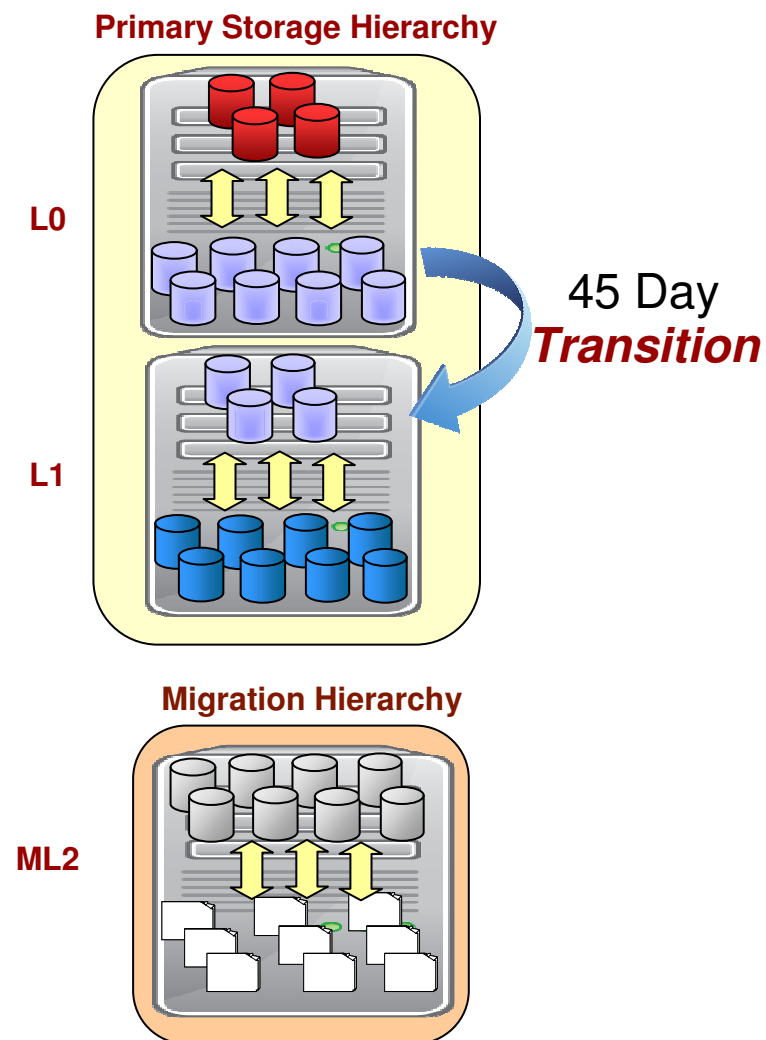 Primary Storage Hierarchy
L0
45 Day
Transition
L1
Migration Hierarchy
ML2